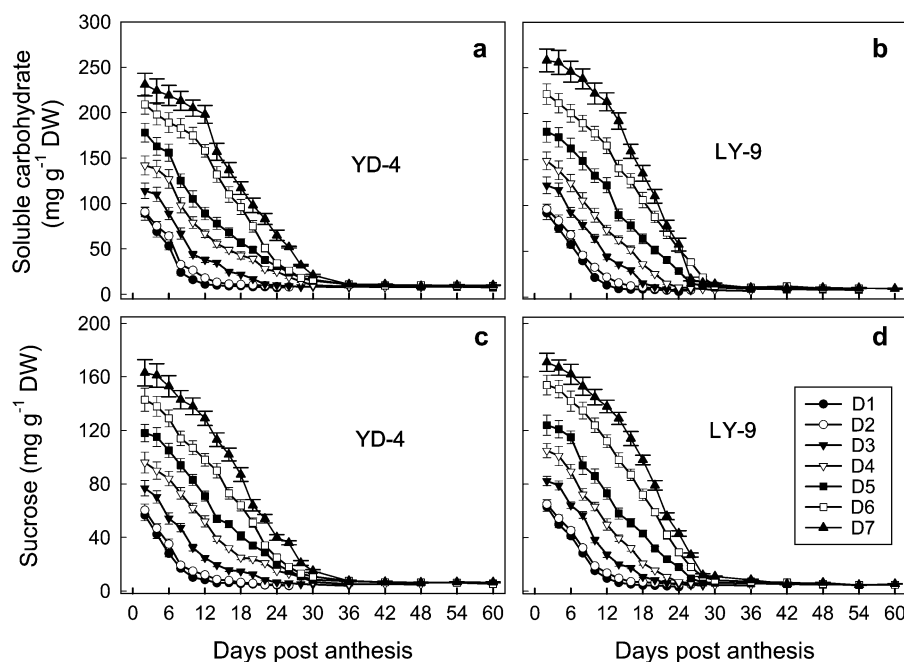 300
250
200
150
100
50
0
Soluble carbohydrate
(mg g⁻¹ DW)
a
YD-4
b
LY-9
200
160
120
80
40
0
Sucrose (mg g⁻¹ DW)
c
YD-4
d
LY-9
D1
D2
D3
D4
D5
D6
D7
0 6 12 18 24 30 36 42 48 54 60
0 6 12 18 24 30 36 42 48 54 60
Days post anthesis
Days post anthesis